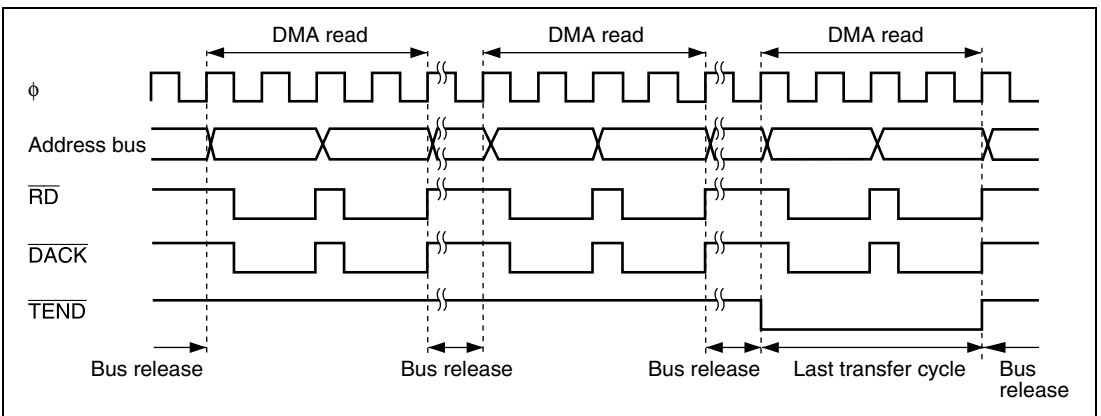 DMA read DMA read DMA read
ϕ
Address bus
RD
DACK
TEND
Bus release Bus release Bus release Last transfer cycle Bus
release